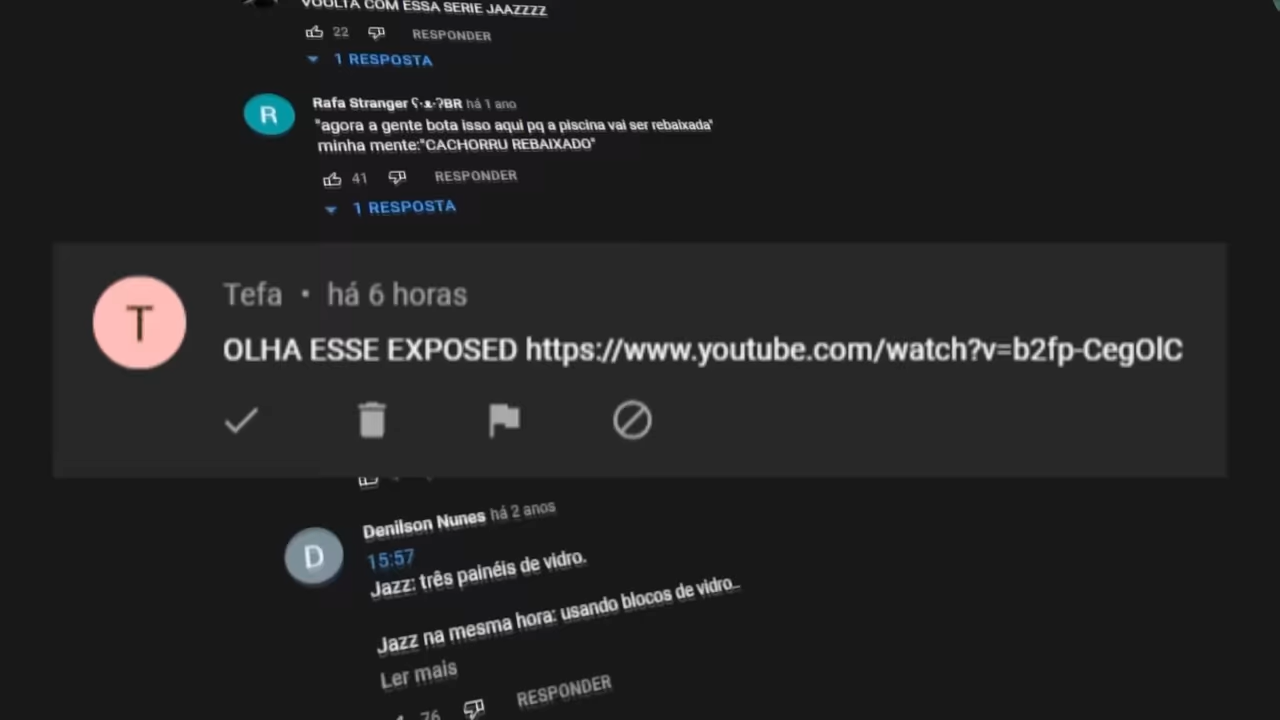 VOOLTA COM ESSA SERIE JAAZZZZ
22 RESPONDER
1 RESPOSTA
R
Rafa Stranger ʕ·ᴥ·ʔBR há 1 ano
"agora a gente bota isso aqui pq a piscina vai ser rebaixada"
minha mente:"CACHORRU REBAIXADO"
41 RESPONDER
1 RESPOSTA
T
Tefa • há 6 horas
OLHA ESSE EXPOSED https://www.youtube.com/watch?v=b2fp-CegOlC
D
Denilson Nunes há 2 anos
15:57
Jazz: três painéis de vidro.
Jazz na mesma hora: usando blocos de vidro..
Ler mais
76 RESPONDER